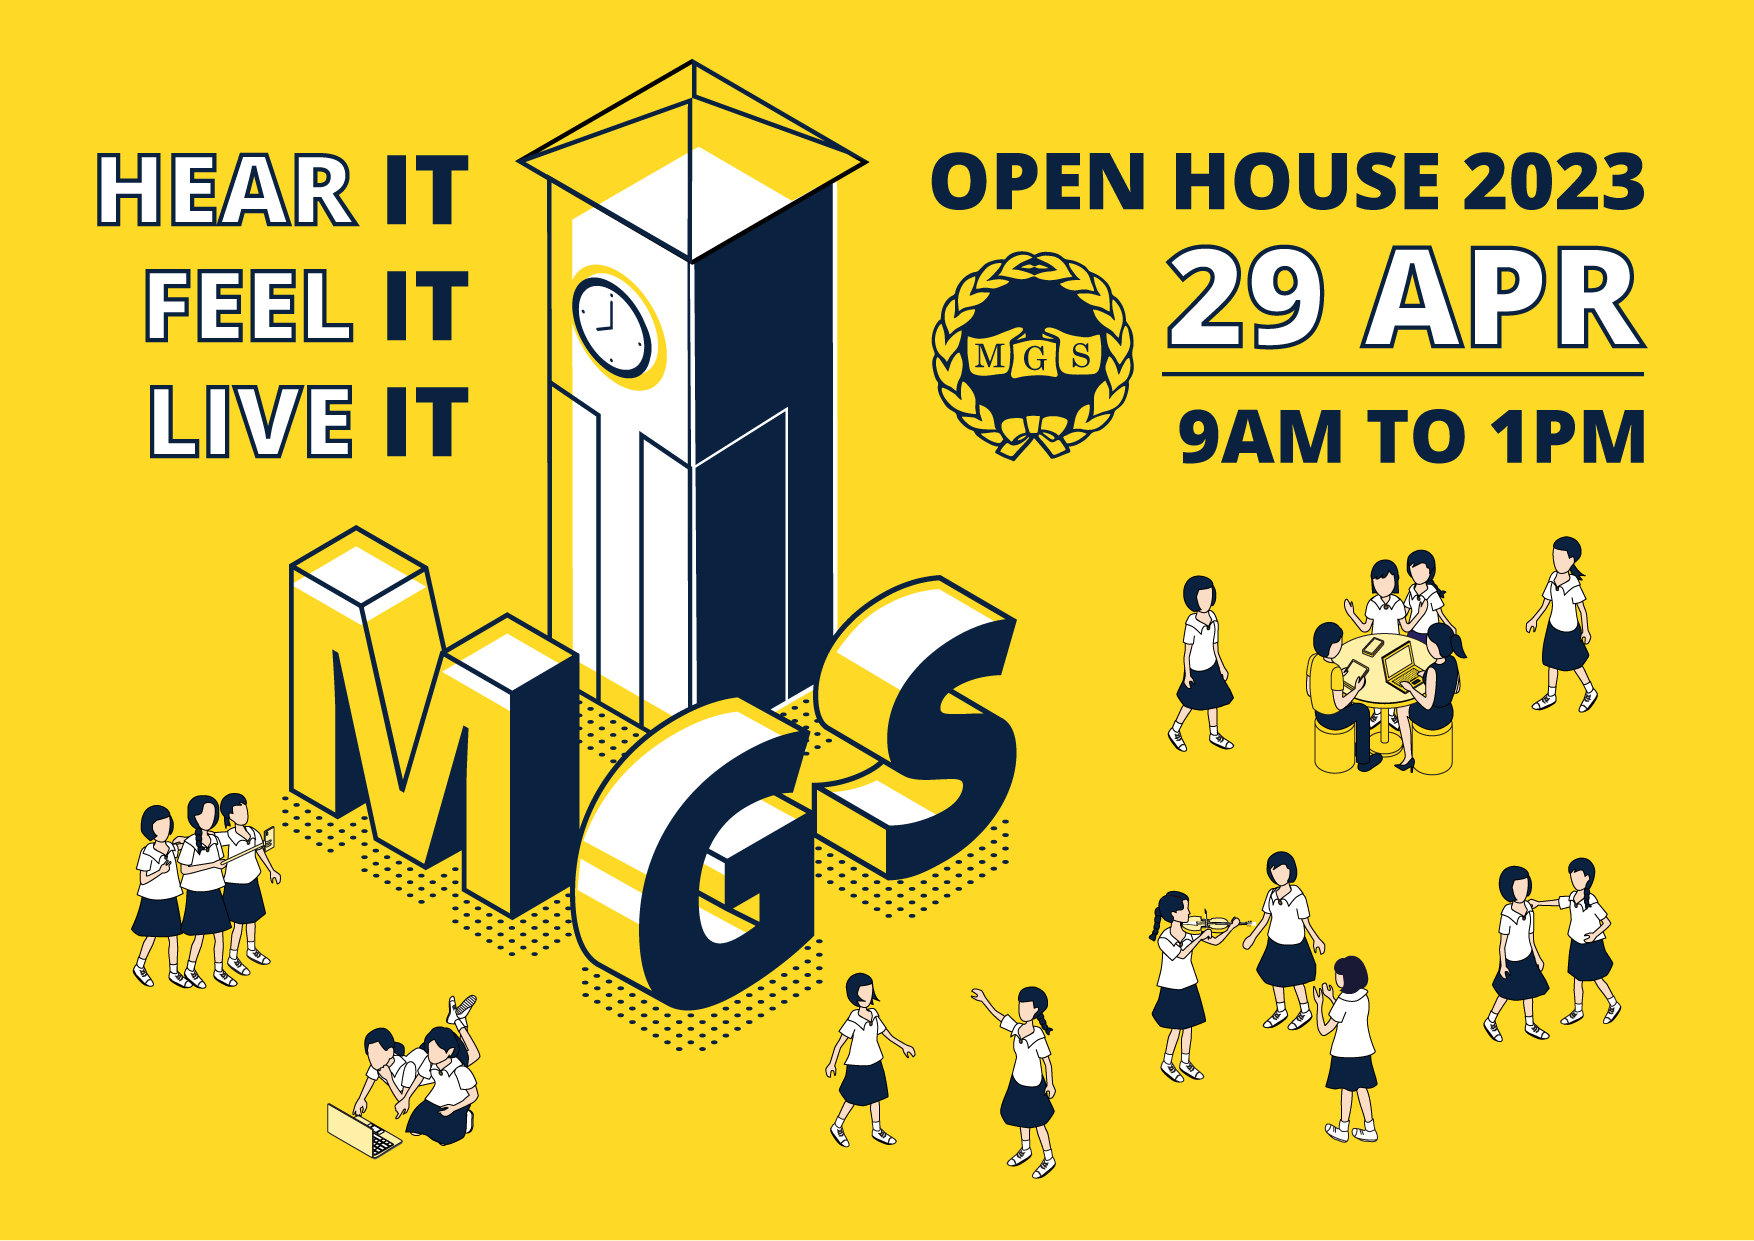 HEAR IT
FEEL IT
LIVE IT
OPEN HOUSE 2023
29 APR
9AM TO 1PM
MGS
MGS